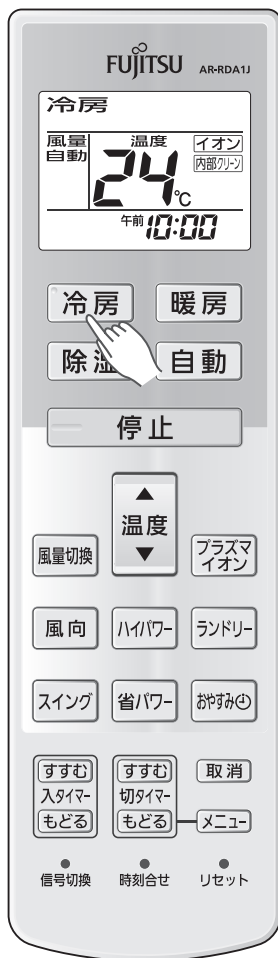 FUJITSU AR-RDA1J
冷房
風量 温度 イオン
自動 24℃ 内部クリーン
午前 10:00
冷房 暖房
除湿 自動
停止
▲
温度
▼
風量切換
プラズマ
イオン
風向 ハイパワー ランドリー
スイング 省パワー おやすみ
すすむ すすむ 取消
入タイマー 切タイマー
もどる もどる メニュー
信号切換 時刻合せ リセット